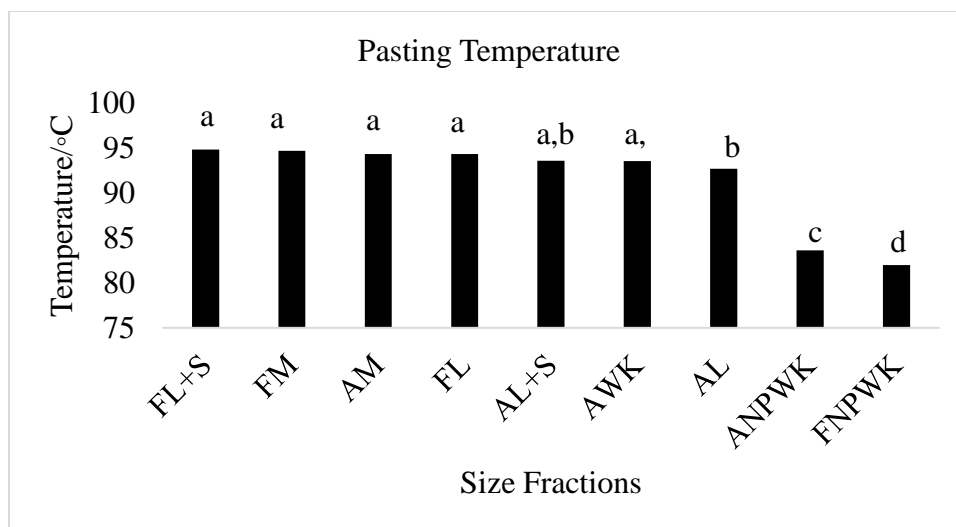 Pasting Temperature
Temperature/°C
100
95
90
85
80
75
a
a
a
a
a,b
a,
b
c
d
FL+S
FM
AM
FL
AL+S
AWK
AL
ANPWK
FNPWK
Size Fractions